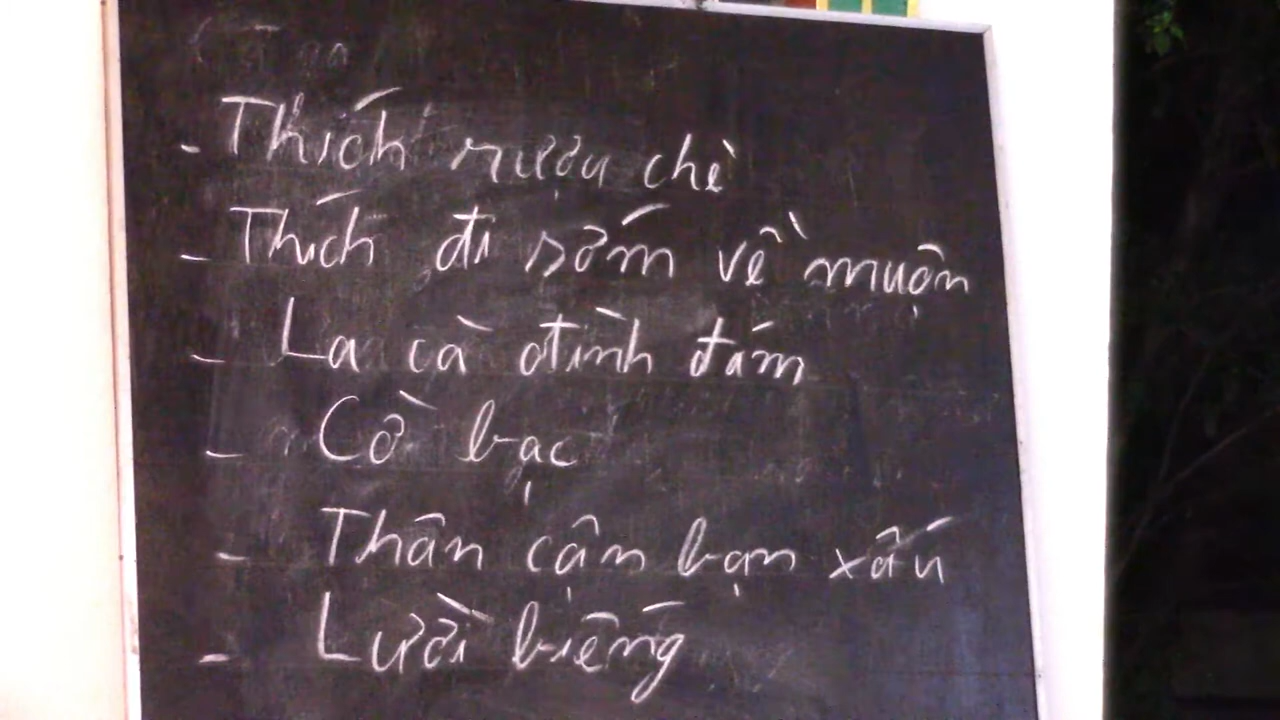 - Thích rượu chè
- Thích đi sớm về muộn
- La cà đình đám
- Cờ bạc
- Thân cận bạn xấu
- Lười biếng